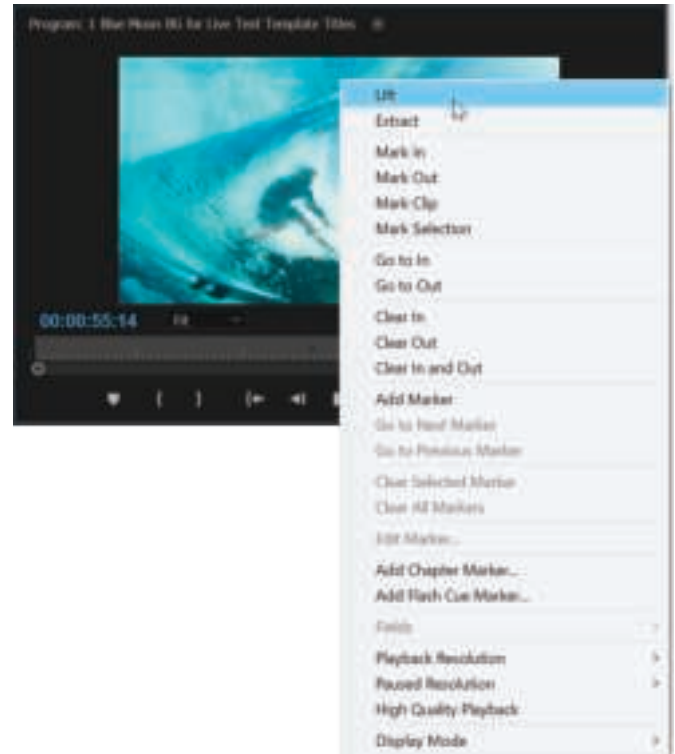 Program: 1 Blue Moon BG for Live Text Template Titles
Lift
Extract
Mark In
Mark Out
Mark Clip
Mark Selection
Go to In
Go to Out
00:00:55:14
Fit
Clear In
Clear Out
Clear In and Out
Add Marker
Go to Next Marker
Go to Previous Marker
Clear Selected Marker
Clear All Markers
Edit Marker...
Add Chapter Marker...
Add Flash Cue Marker...
Fields
Playback Resolution
Paused Resolution
High Quality Playback
Display Mode